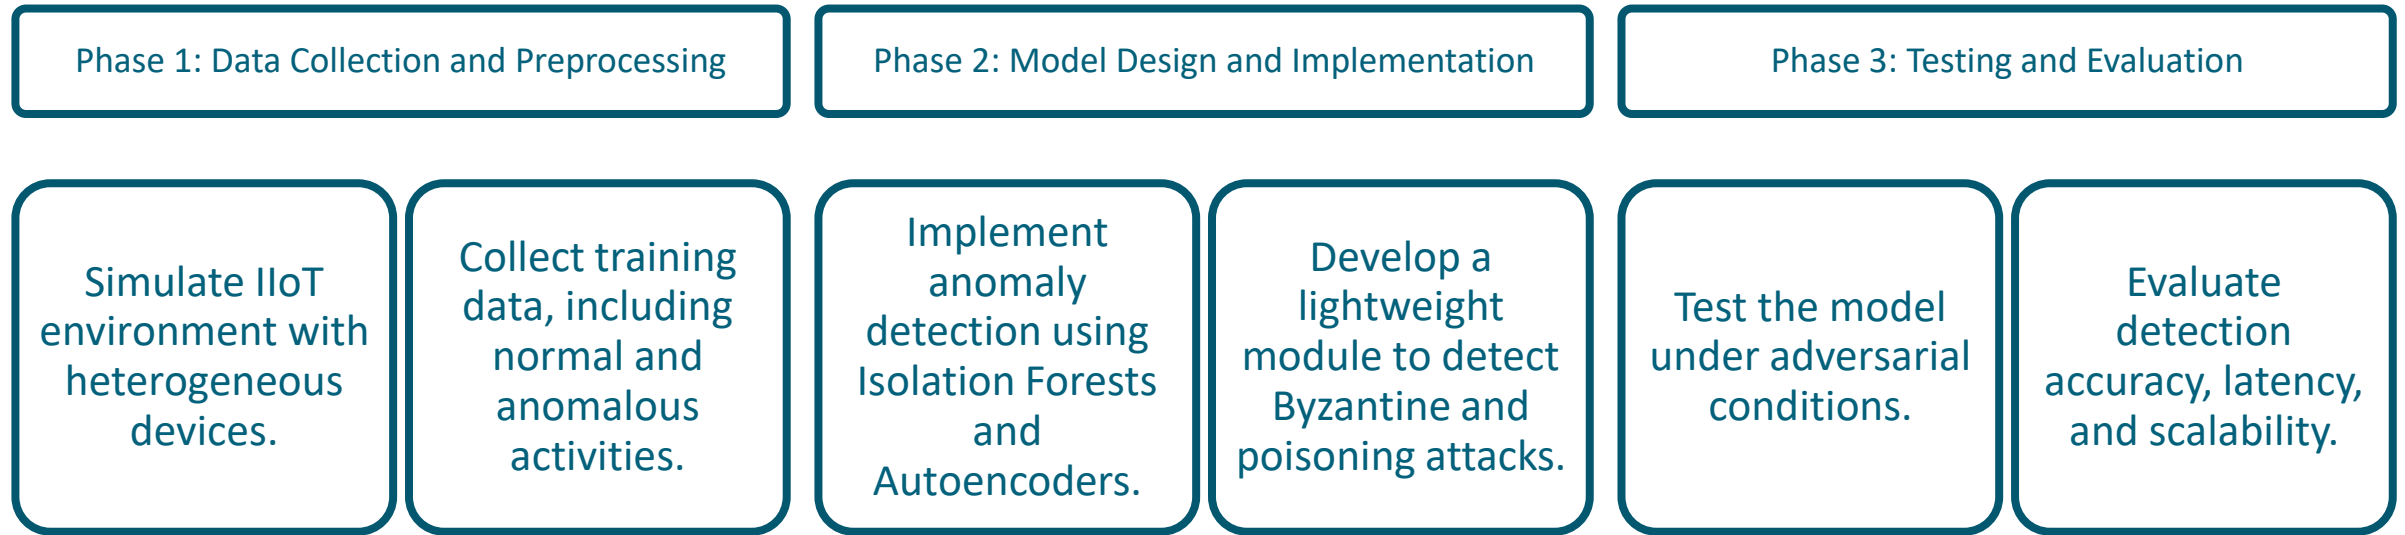 Phase 1: Data Collection and Preprocessing
Phase 2: Model Design and Implementation
Phase 3: Testing and Evaluation
Simulate IIoT
environment with
heterogeneous
devices.
Collect training
data, including
normal and
anomalous
activities.
Implement
anomaly
detection using
Isolation Forests
and
Autoencoders.
Develop a
lightweight
module to detect
Byzantine and
poisoning attacks.
Test the model
under adversarial
conditions.
Evaluate
detection
accuracy, latency,
and scalability.